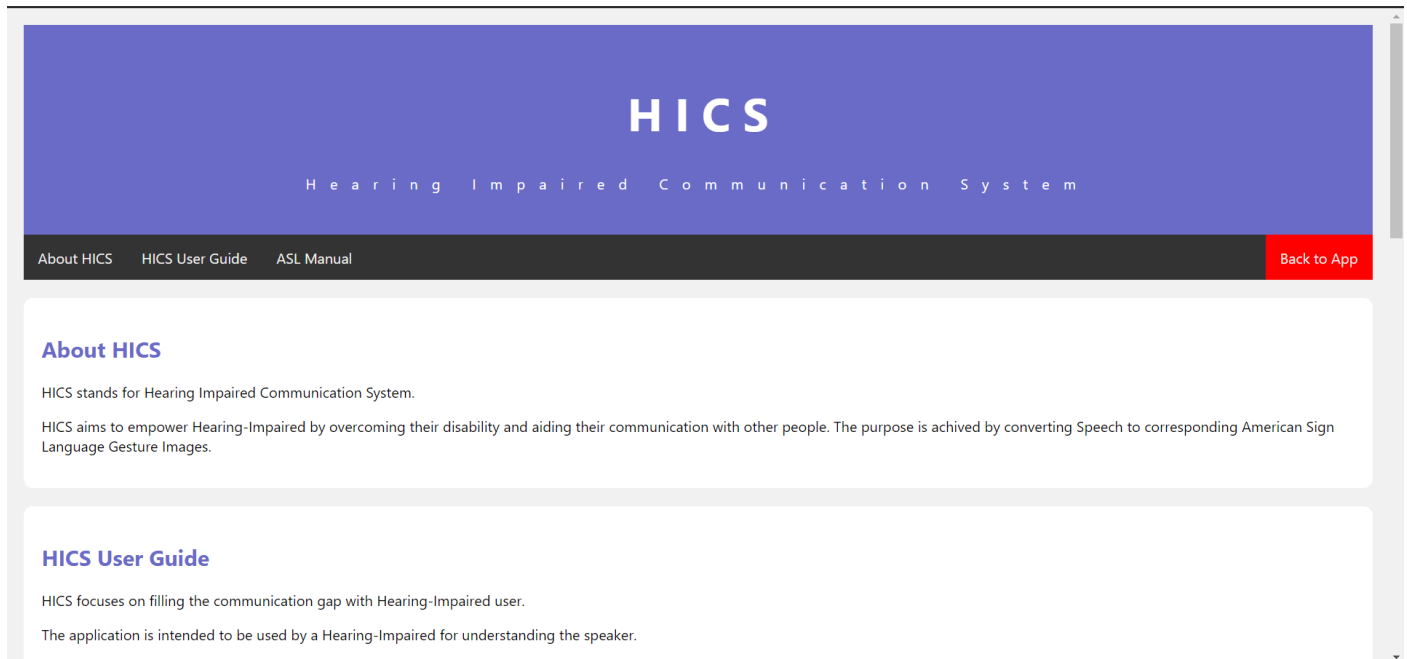 HICS
Hearing Impaired Communication System
About HICS HICS User Guide ASL Manual Back to App
About HICS
HICS stands for Hearing Impaired Communication System.
HICS aims to empower Hearing-Impaired by overcoming their disability and aiding their communication with other people. The purpose is achived by converting Speech to corresponding American Sign
Language Gesture Images.
HICS User Guide
HICS focuses on filling the communication gap with Hearing-Impaired user.
The application is intended to be used by a Hearing-Impaired for understanding the speaker.